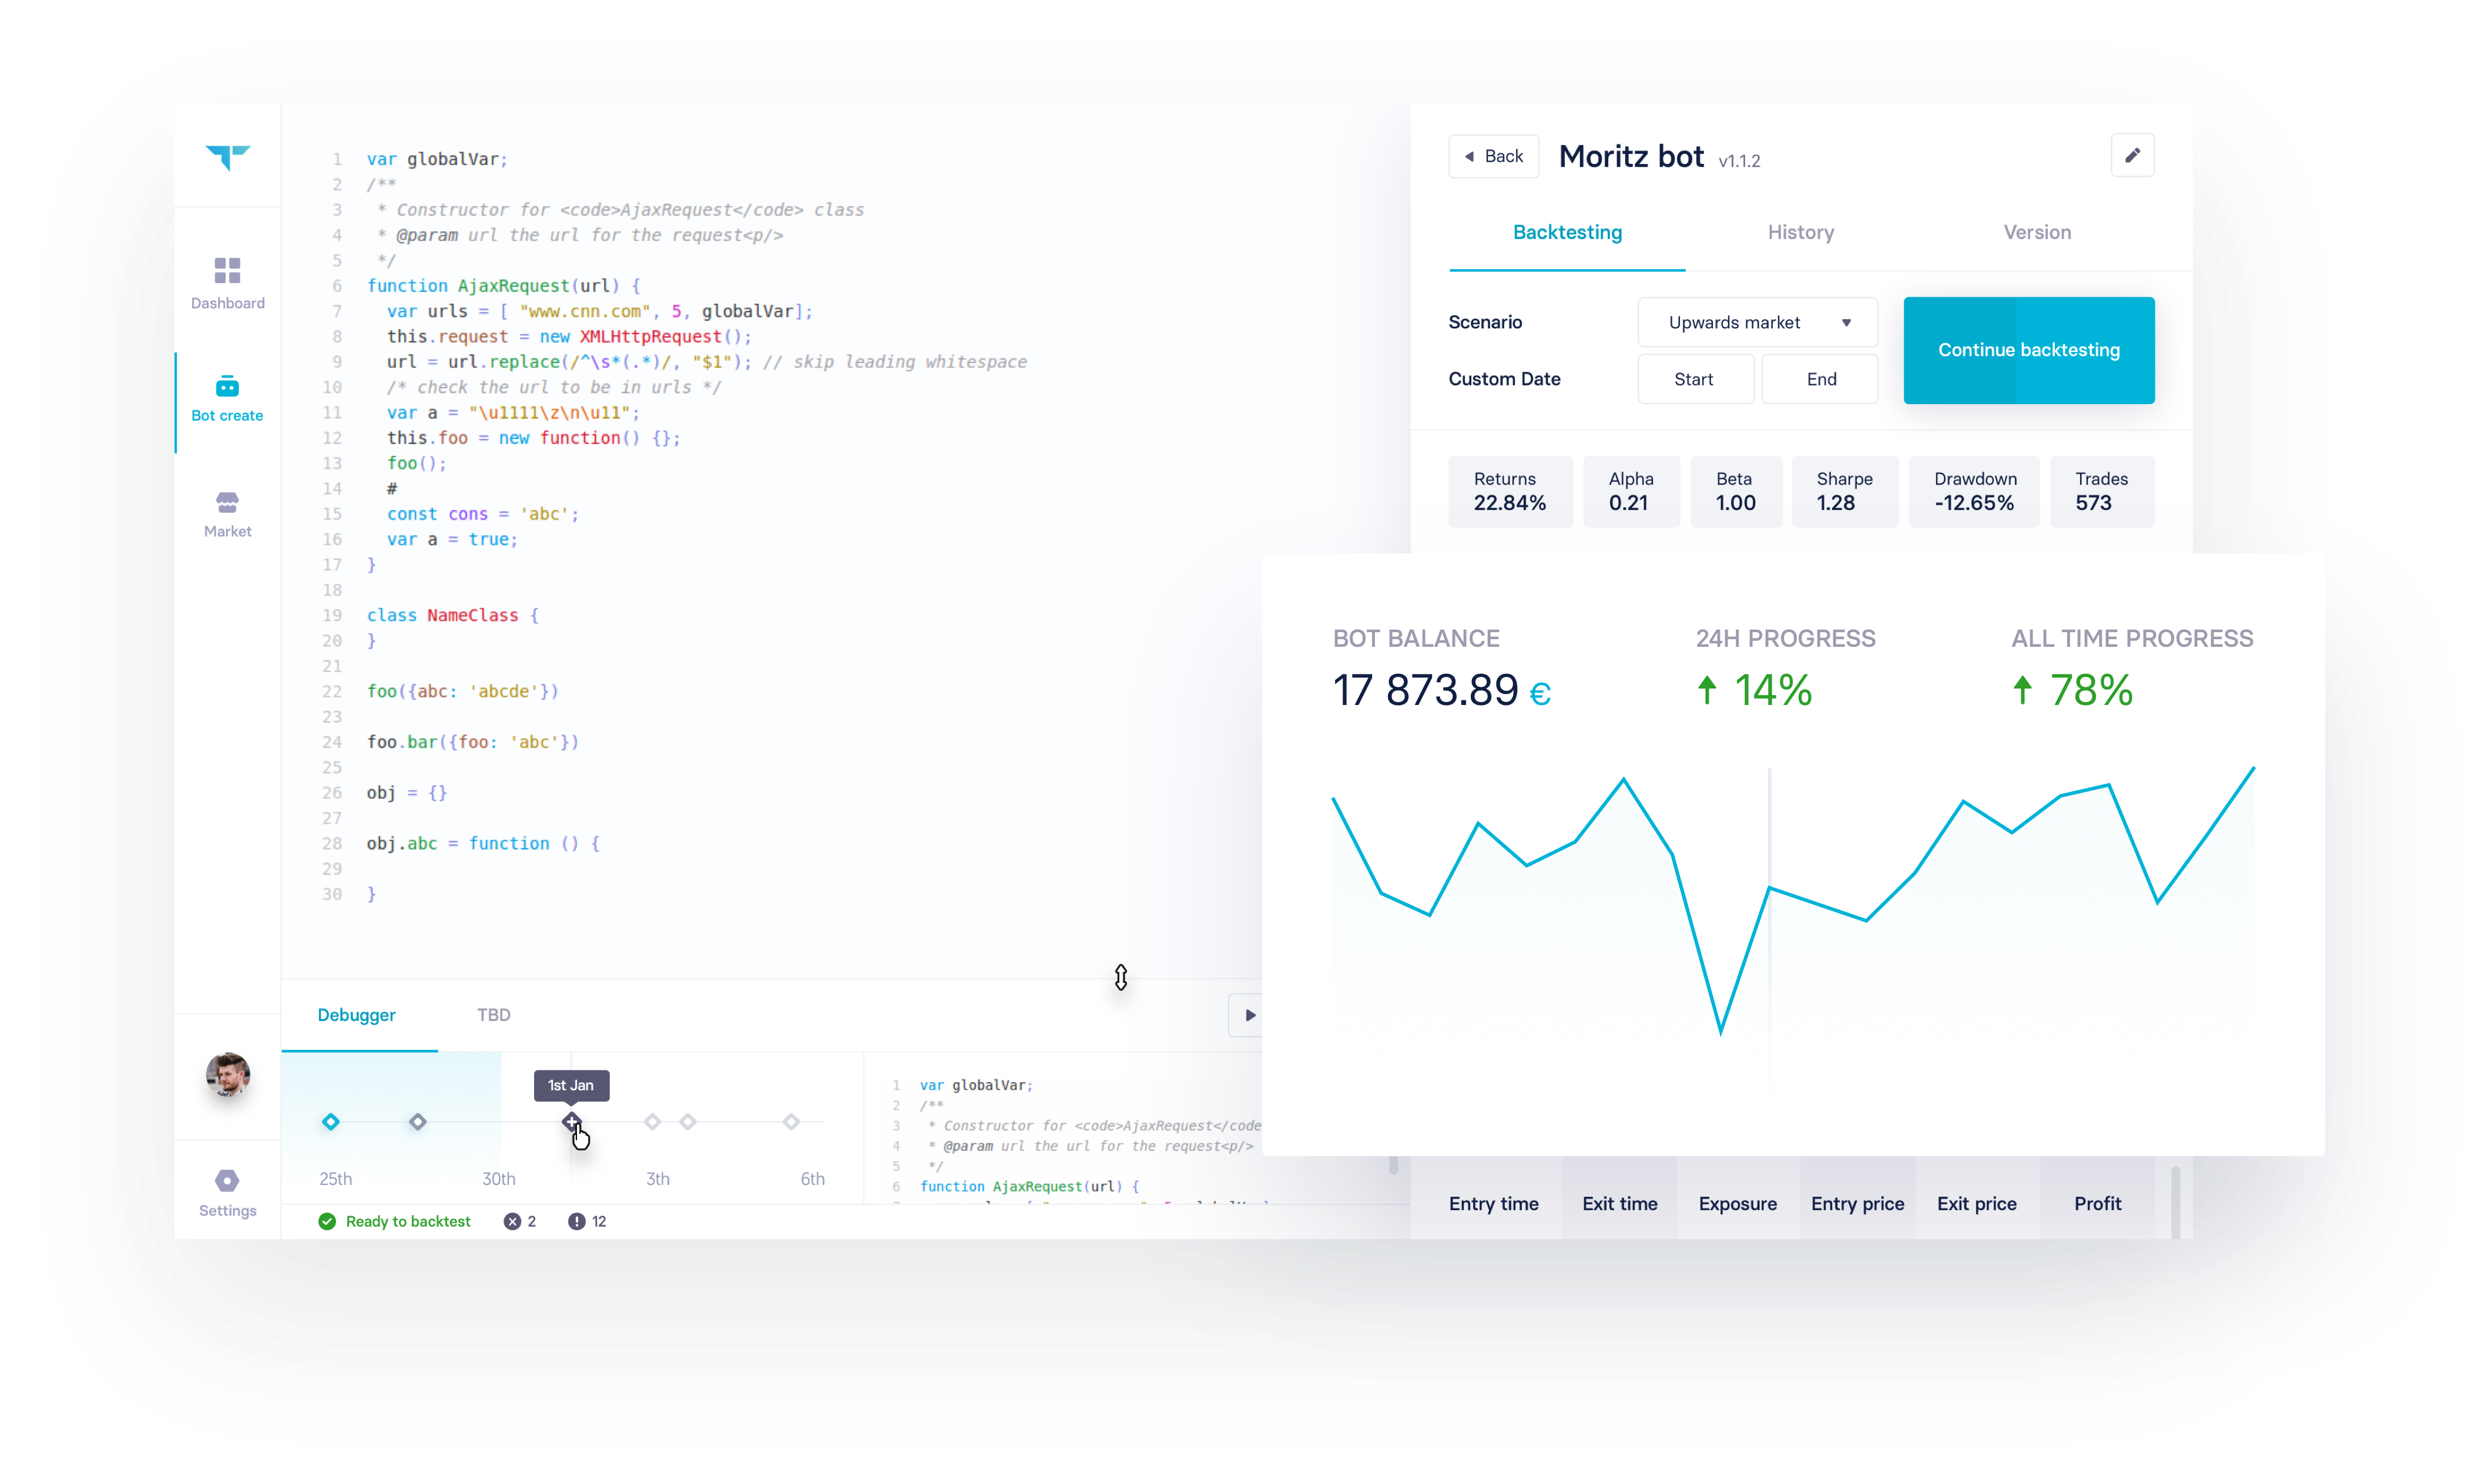 Dashboard
Bot create
Market
Settings
1 var globalVar;
2 /**
3 * Constructor for <code>AjaxRequest</code> class
4 * @param url the url for the request<p/>
5 */
6 function AjaxRequest(url) {
7 var urls = [ "www.cnn.com", 5, globalVar];
8 this.request = new XMLHttpRequest();
9 url = url.replace(/^\s*(.*)/, "$1"); // skip leading whitespace
10 /* check the url to be in urls */
11 var a = "\u1111\z\n\u11";
12 this.foo = new function() {};
13 foo();
14 #
15 const cons = 'abc';
16 var a = true;
17 }
18
19 class NameClass {
20 }
21
22 foo({abc: 'abcde'})
23
24 foo.bar({foo: 'abc'})
25
26 obj = {}
27
28 obj.abc = function () {
29
30 }
Debugger TBD
1st Jan
25th 30th 3th 6th
1 var globalVar;
2 /**
3 * Constructor for <code>AjaxRequest</code
4 * @param url the url for the request<p/>
5 */
6 function AjaxRequest(url) {
Ready to backtest 2 12
Back Moritz bot v1.1.2
Backtesting History Version
Scenario Upwards market
Custom Date Start End
Continue backtesting
Returns Alpha Beta Sharpe Drawdown Trades
22.84% 0.21 1.00 1.28 -12.65% 573
BOT BALANCE 24H PROGRESS ALL TIME PROGRESS
17 873.89 € 14% 78%
Entry time Exit time Exposure Entry price Exit price Profit